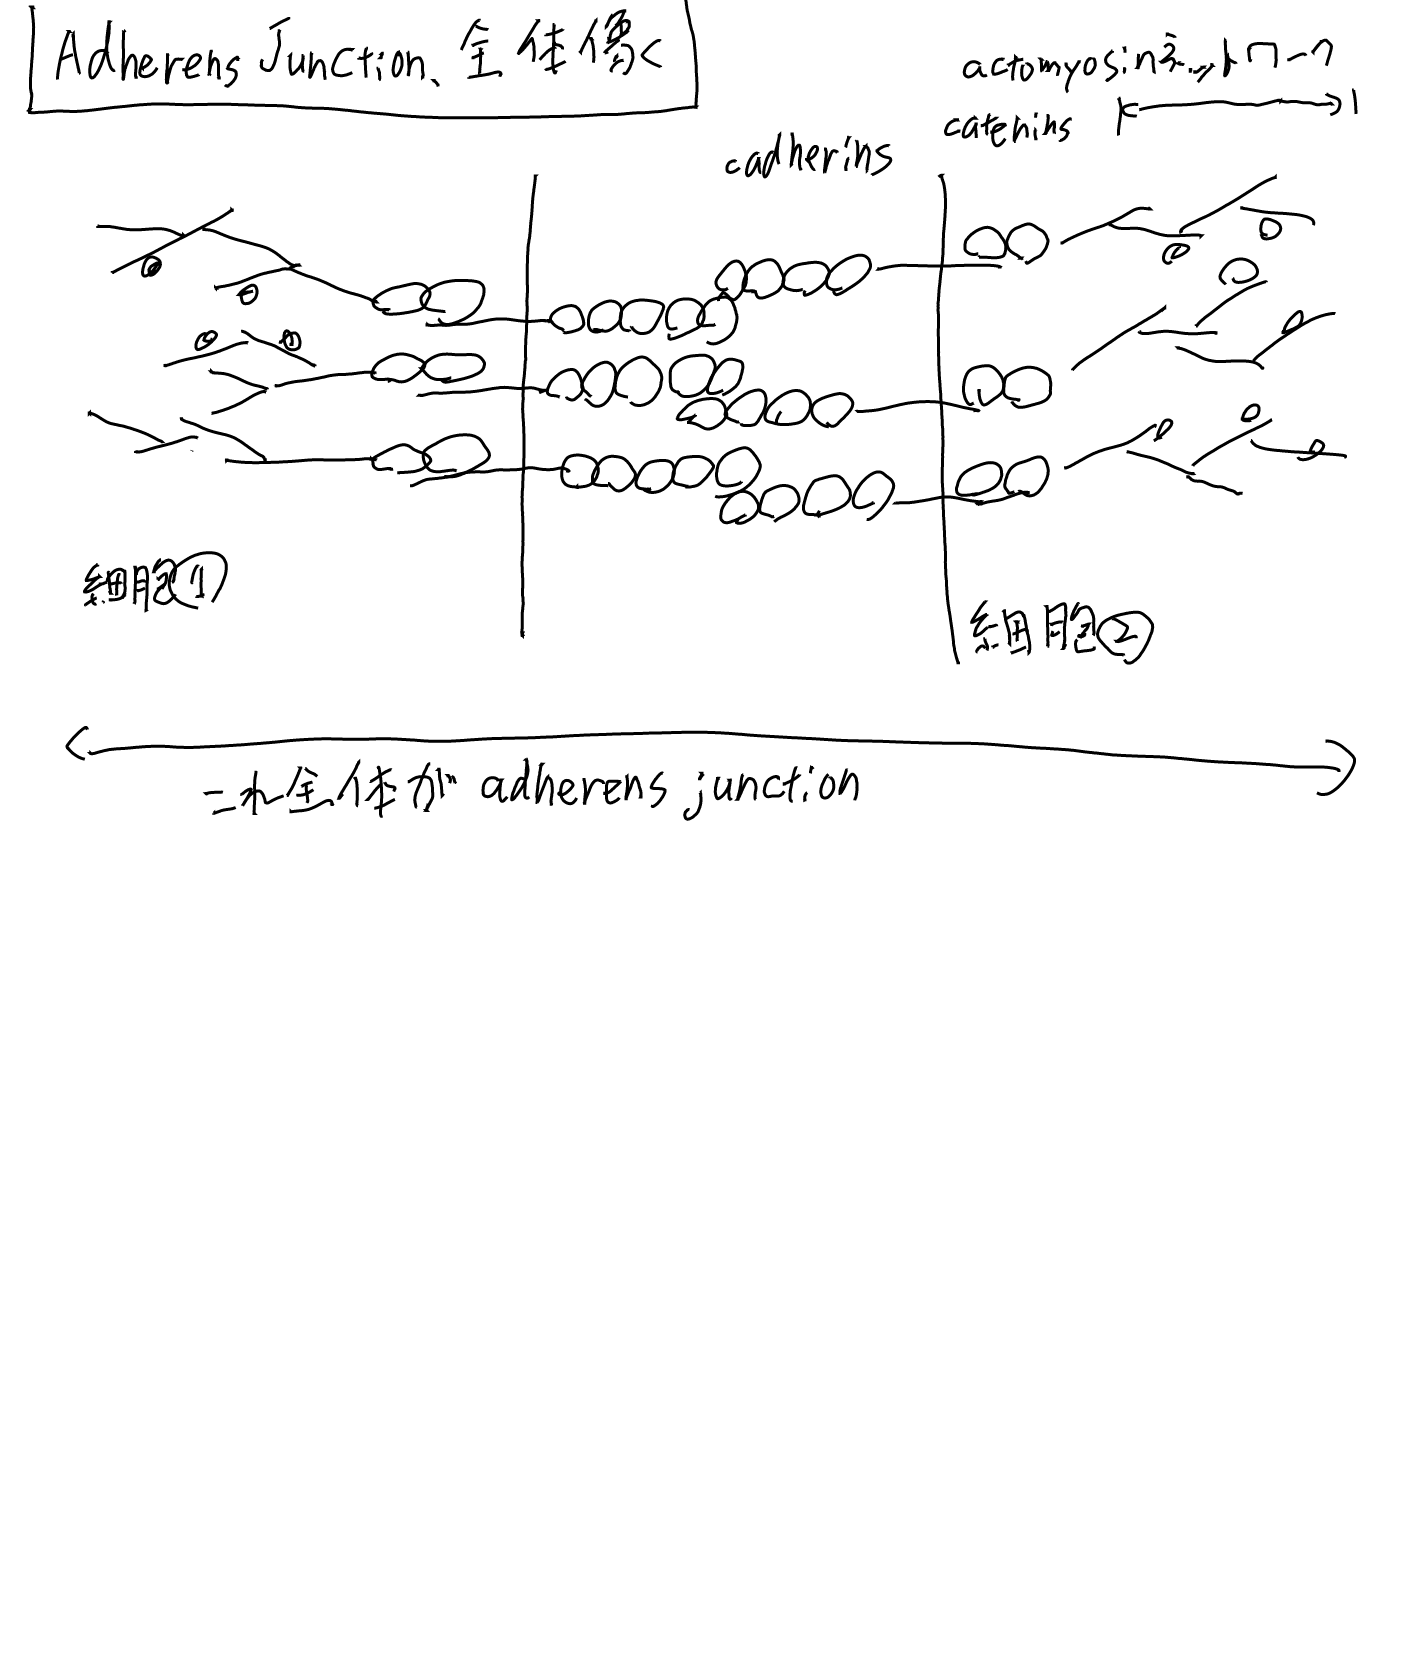 Adherens Junction、全体像く
actomyosinネットワーク
catenins
cadherins
細胞①
細胞②
これ全体が adherens junction